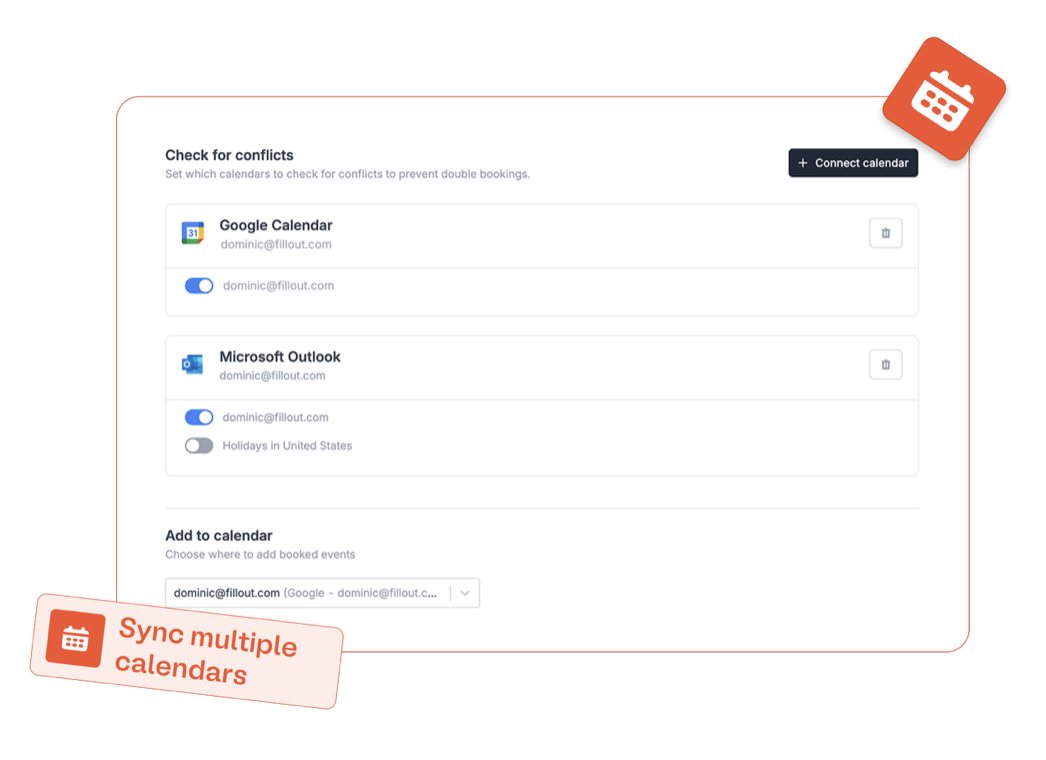 Check for conflicts
Set which calendars to check for conflicts to prevent double bookings.
+ Connect calendar
Google Calendar
31
dominic@fillout.com
dominic@fillout.com
Microsoft Outlook
dominic@fillout.com
dominic@fillout.com
Holidays in United States
Add to calendar
Choose where to add booked events
dominic@fillout.com (Google - dominic@fillout.c...
Sync multiple
calendars